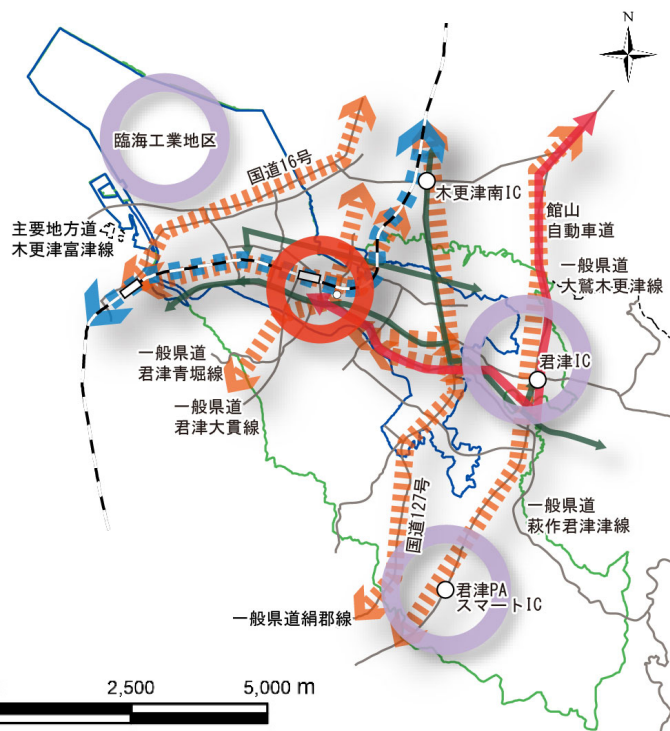 N
臨海工業地区
国道16号
木更津南IC
館山
自動車道
主要地方道
木更津富津線
一般県道
大鷲木更津線
君津IC
一般県道
君津青堀線
一般県道
君津大貫線
国道127号
一般県道
萩作君津線
君津PA
スマートIC
一般県道絹郡線
2,500
5,000 m